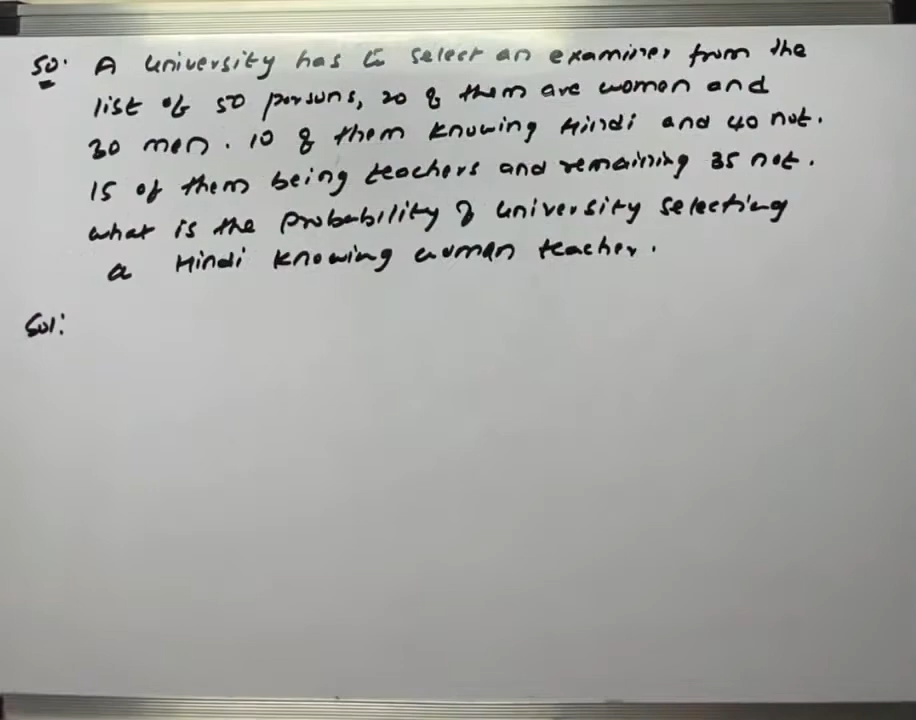 50. A university has to select an examiner from the
list of 50 persons, 20 of them are women and
30 men. 10 of them knowing Hindi and 40 not.
15 of them being teachers and remaining 35 not.
what is the probability of university selecting
a Hindi knowing woman teacher.
Sol: